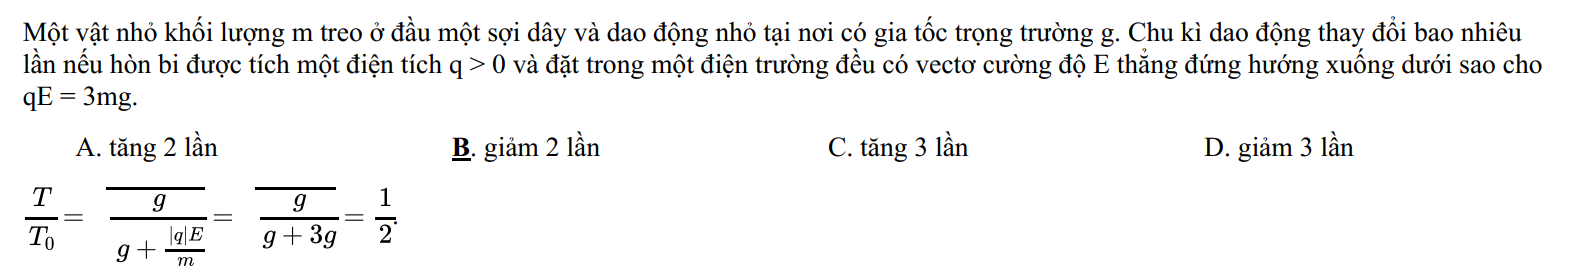 Một vật nhỏ khối lượng m treo ở đầu một sợi dây và dao động nhỏ tại nơi có gia tốc trọng trường g. Chu kì dao động thay đổi bao nhiêu
lần nếu hòn bi được tích một điện tích q > 0 và đặt trong một điện trường đều có vectơ cường độ E thẳng đứng hướng xuống dưới sao cho
qE = 3mg.
A. tăng 2 lần B. giảm 2 lần C. tăng 3 lần D. giảm 3 lần
\frac{T}{T_0} = \frac{\overline{g}}{g + \frac{|q|E}{m}} = \frac{\overline{g}}{g + 3g} = \frac{1}{2}.